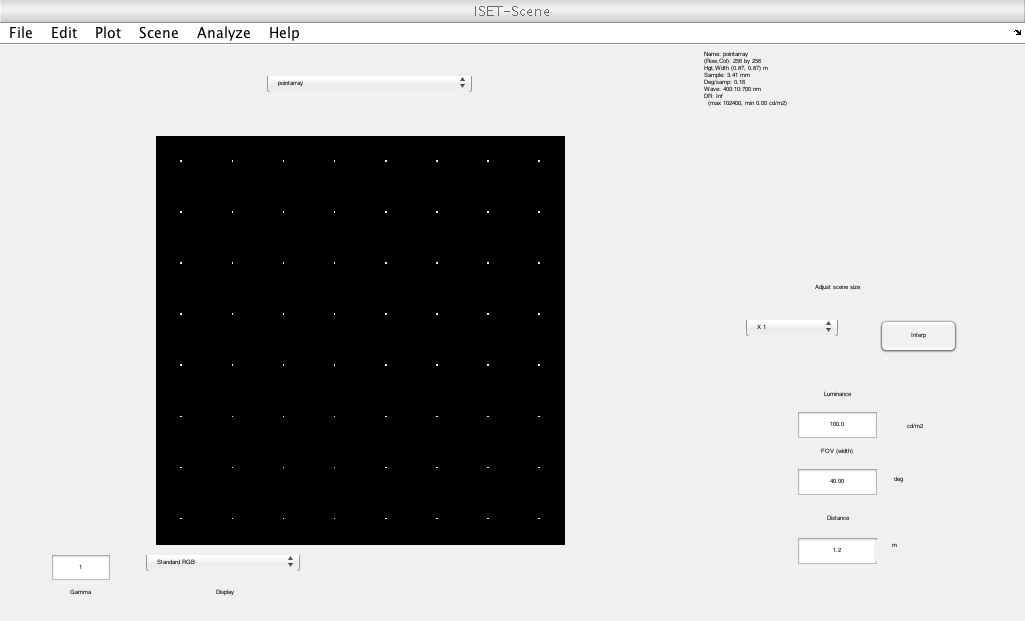 ISET-Scene
File Edit Plot Scene Analyze Help
pointarray
Name: pointarray
(Row,Col): 256 by 256
Hgt,Wdth (0.87, 0.87) m
Sample: 3.41 mm
Deg/samp: 0.16
Wave: 400:10:700 nm
DR: Inf
(max 102400, min 0.00 cd/m2)
Adjust scene size
X 1
Interp
Luminance
100.0 cd/m2
FOV (width)
40.00 deg
Distance
1.2 m
1
Gamma
Standard RGB
Display